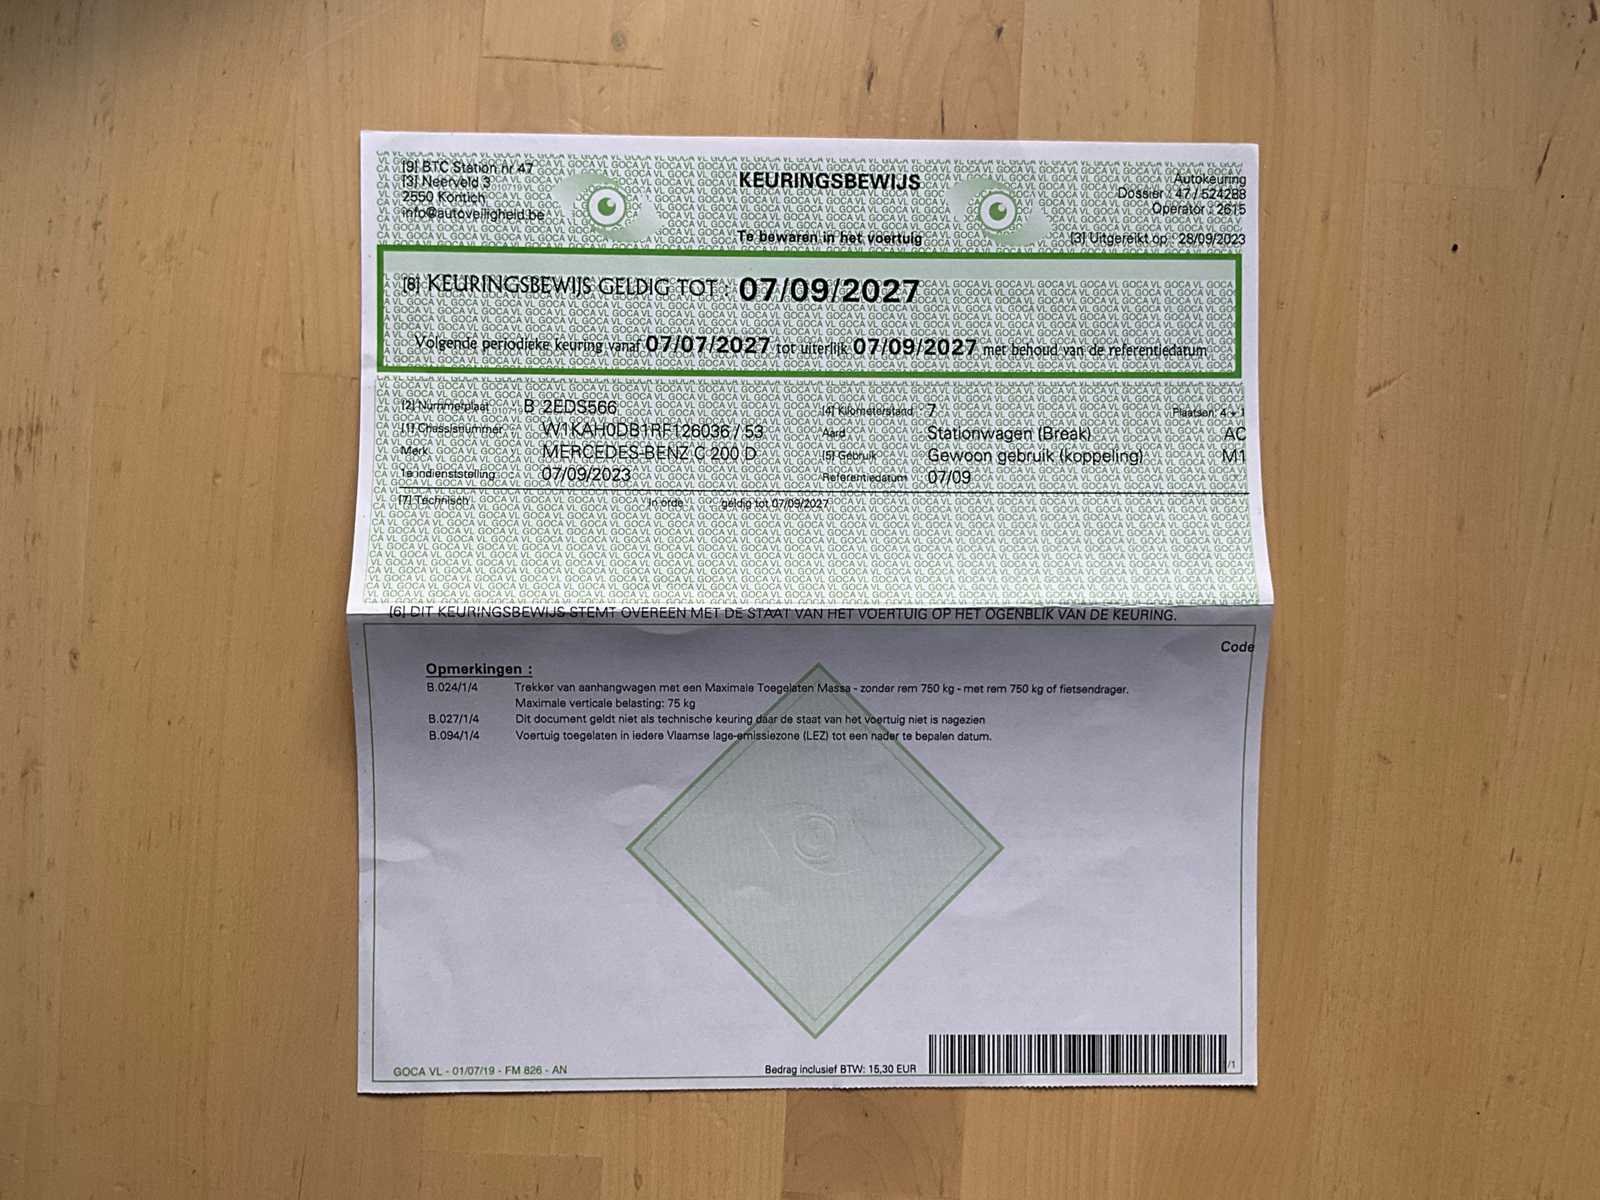 [9] BTC Station nr 47
[3] Neerveld 3
2550 Kontich
info@autoveiligheid.be
KEURINGSBEWIJS
Te bewaren in het voertuig
Autokeuring
Dossier : 47 / 524288
Operator : 2615
[3] Uitgereikt op : 28/09/2023
[8] KEURINGSBEWIJS GELDIG TOT : 07/09/2027
Volgende periodieke keuring vanaf 07/07/2027 tot uiterlijk 07/09/2027 met behoud van de referentiedatum
[2] Nummerplaat B 2EDS566 [4] Kilometerstand : 7 Plaatsen: 4 + 1
[1] Chassisnummer W1KAH0DB1RF126036 / 53 Aard Stationwagen (Break) AC
Merk MERCEDES-BENZ C 200 D [5] Gebruik Gewoon gebruik (koppeling) M1
1e indienststelling 07/09/2023 Referentiedatum : 07/09
[7] Technisch In orde geldig tot 07/09/2027
[6] DIT KEURINGSBEWIJS STEMT OVEREEN MET DE STAAT VAN HET VOERTUIG OP HET OGENBLIK VAN DE KEURING.
Code
Opmerkingen :
B.024/1/4 Trekker van aanhangwagen met een Maximale Toegelaten Massa - zonder rem 750 kg - met rem 750 kg of fietsendrager.
Maximale verticale belasting: 75 kg
B.027/1/4 Dit document geldt niet als technische keuring daar de staat van het voertuig niet is nagezien
B.094/1/4 Voertuig toegelaten in iedere Vlaamse lage-emissiezone (LEZ) tot een nader te bepalen datum.
GOCA VL - 01/07/19 - FM 826 - AN
Bedrag inclusief BTW: 15,30 EUR
/1